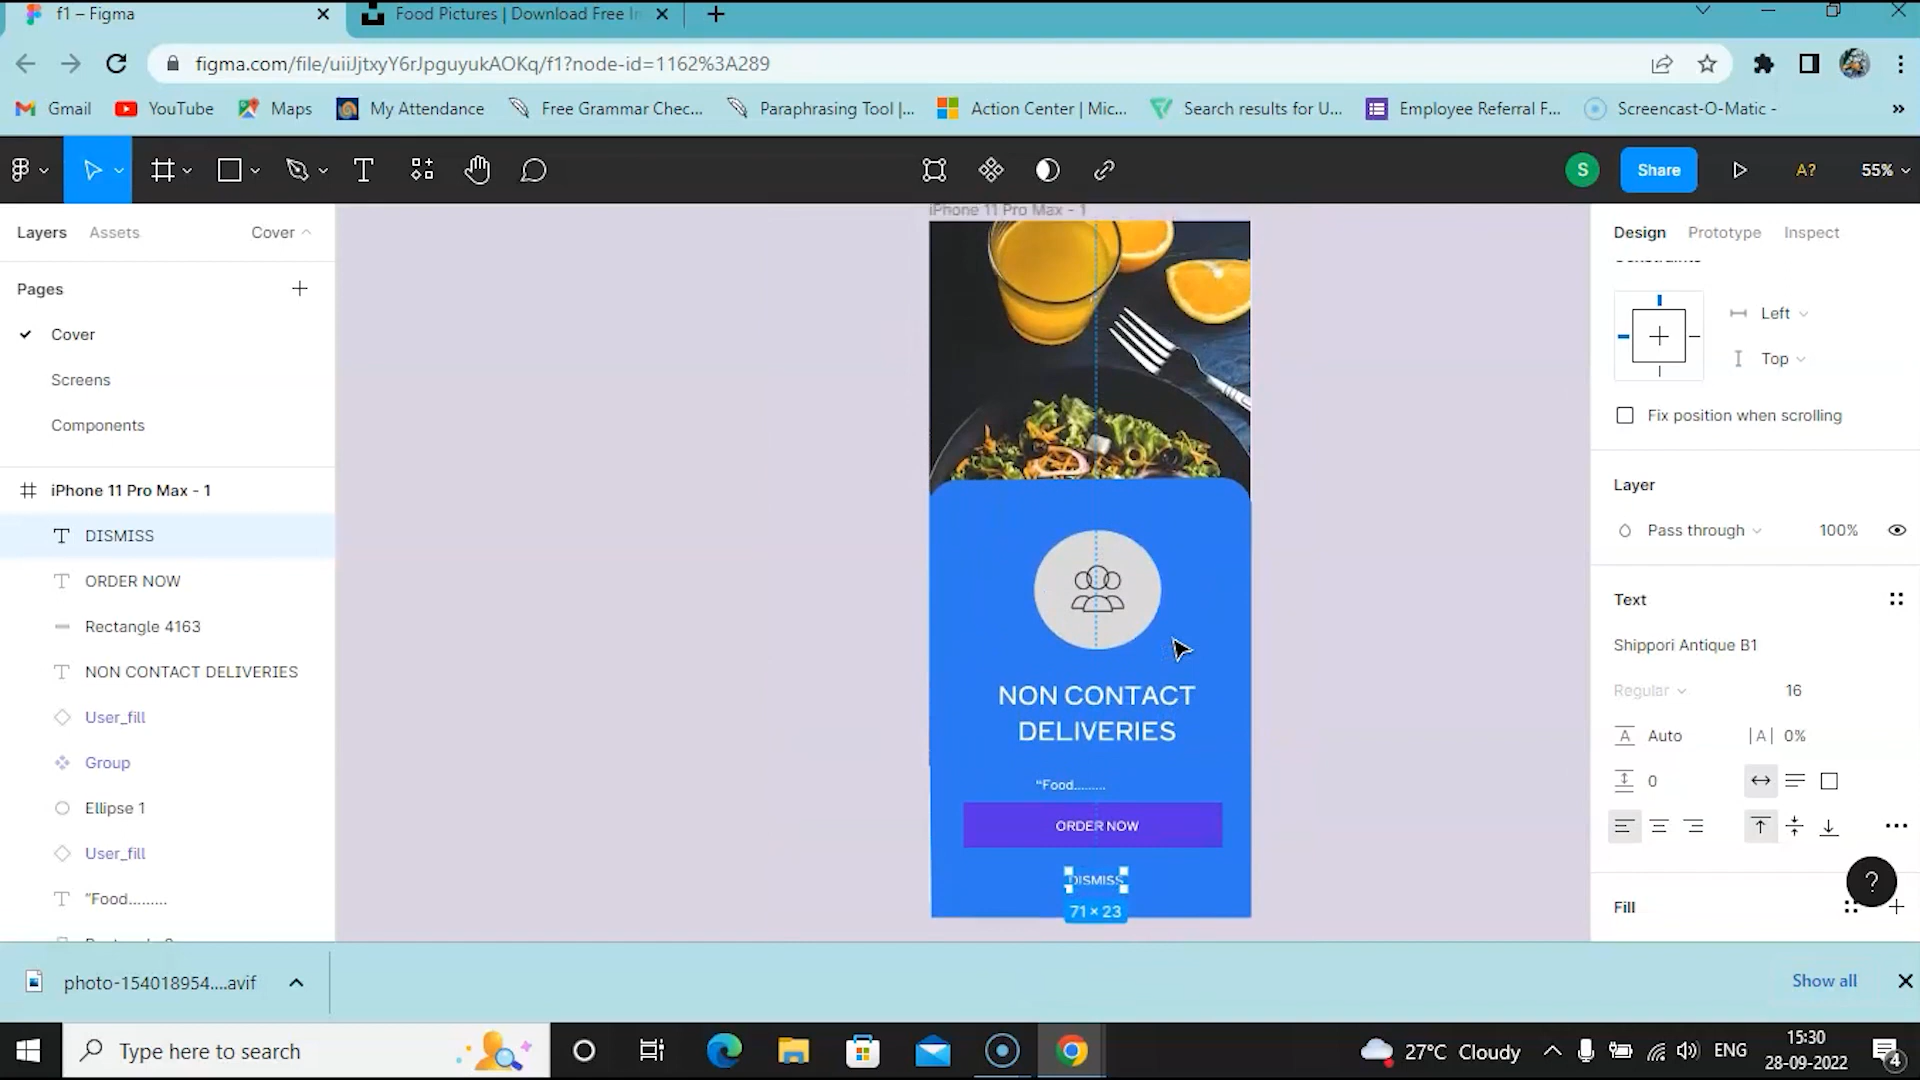 f1 – Figma
Food Pictures | Download Free I
figma.com/file/uiiJjtxyY6rJpguyukAOKq/f1?node-id=1162%3A289
Gmail
YouTube
Maps
My Attendance
Free Grammar Chec...
Paraphrasing Tool |...
Action Center | Mic...
Search results for U...
Employee Referral F...
Screencast-O-Matic -
»
S
Share
A?
55%
Layers
Assets
Cover
Pages
Cover
Screens
Components
iPhone 11 Pro Max - 1
DISMISS
ORDER NOW
Rectangle 4163
NON CONTACT DELIVERIES
User_fill
Group
Ellipse 1
User_fill
“Food.........
iPhone 11 Pro Max - 1
NON CONTACT
DELIVERIES
“Food.........
ORDER NOW
DISMISS
71 × 23
Design
Prototype
Inspect
Left
Top
Fix position when scrolling
Layer
Pass through
100%
Text
Shippori Antique B1
Regular
16
Auto
|A| 0%
0
Fill
?
photo-154018954....avif
Show all
Type here to search
27°C Cloudy
ENG
15:30
28-09-2022
4